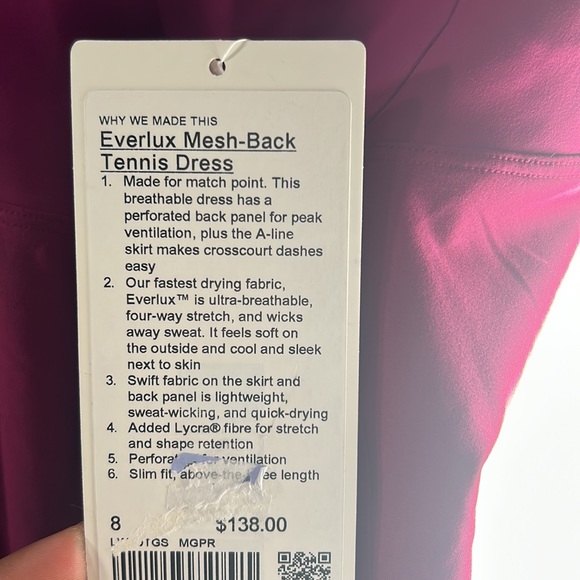 WHY WE MADE THIS
Everlux Mesh-Back
Tennis Dress
1. Made for match point. This
breathable dress has a
perforated back panel for peak
ventilation, plus the A-line
skirt makes crosscourt dashes
easy
2. Our fastest drying fabric,
Everlux™ is ultra-breathable,
four-way stretch, and wicks
away sweat. It feels soft on
the outside and cool and sleek
next to skin
3. Swift fabric on the skirt and
back panel is lightweight,
sweat-wicking, and quick-drying
4. Added Lycra® fibre for stretch
and shape retention
5. for ventilation
6. Slim fit, above-the-knee length
8 $138.00
MGPR